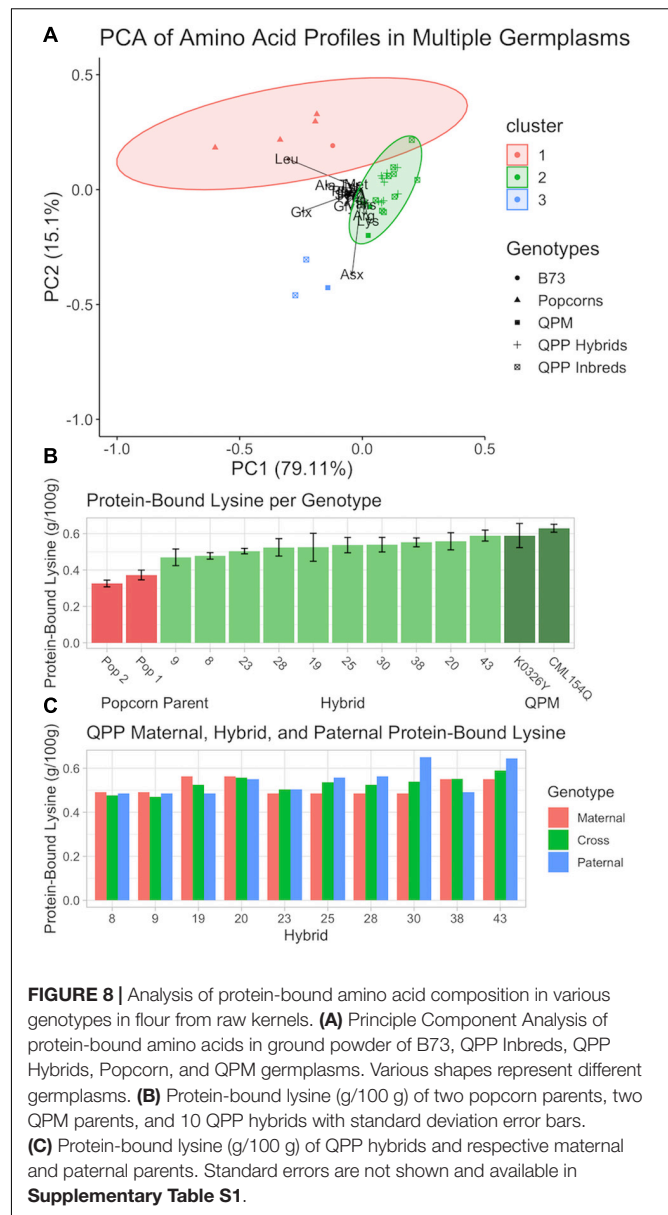 A
PCA of Amino Acid Profiles in Multiple Germplasms
0.5
0.0
-0.5
-1.0
PC2 (15.1%)
-1.0
-0.5
0.0
0.5
PC1 (79.11%)
Leu
Ala
Met
Glx
Gly
Arg
Lys
Asx
cluster
1
2
3
Genotypes
B73
Popcorns
QPM
QPP Hybrids
QPP Inbreds
B
Protein-Bound Lysine per Genotype
Protein-Bound Lysine (g/100g)
0.6
0.4
0.2
0.0
Pop 2
Pop 1
9
8
23
28
19
25
30
38
20
43
K0326Y
CML154Q
Popcorn Parent
Hybrid
QPM
C
QPP Maternal, Hybrid, and Paternal Protein-Bound Lysine
Protein-Bound Lysine (g/100g)
0.6
0.4
0.2
0.0
8
9
19
20
23
25
28
30
38
43
Hybrid
Genotype
Maternal
Cross
Paternal
FIGURE 8 | Analysis of protein-bound amino acid composition in various
genotypes in flour from raw kernels. (A) Principle Component Analysis of
protein-bound amino acids in ground powder of B73, QPP Inbreds, QPP
Hybrids, Popcorn, and QPM germplasms. Various shapes represent different
germplasms. (B) Protein-bound lysine (g/100 g) of two popcorn parents, two
QPM parents, and 10 QPP hybrids with standard deviation error bars.
(C) Protein-bound lysine (g/100 g) of QPP hybrids and respective maternal
and paternal parents. Standard errors are not shown and available in
Supplementary Table S1.